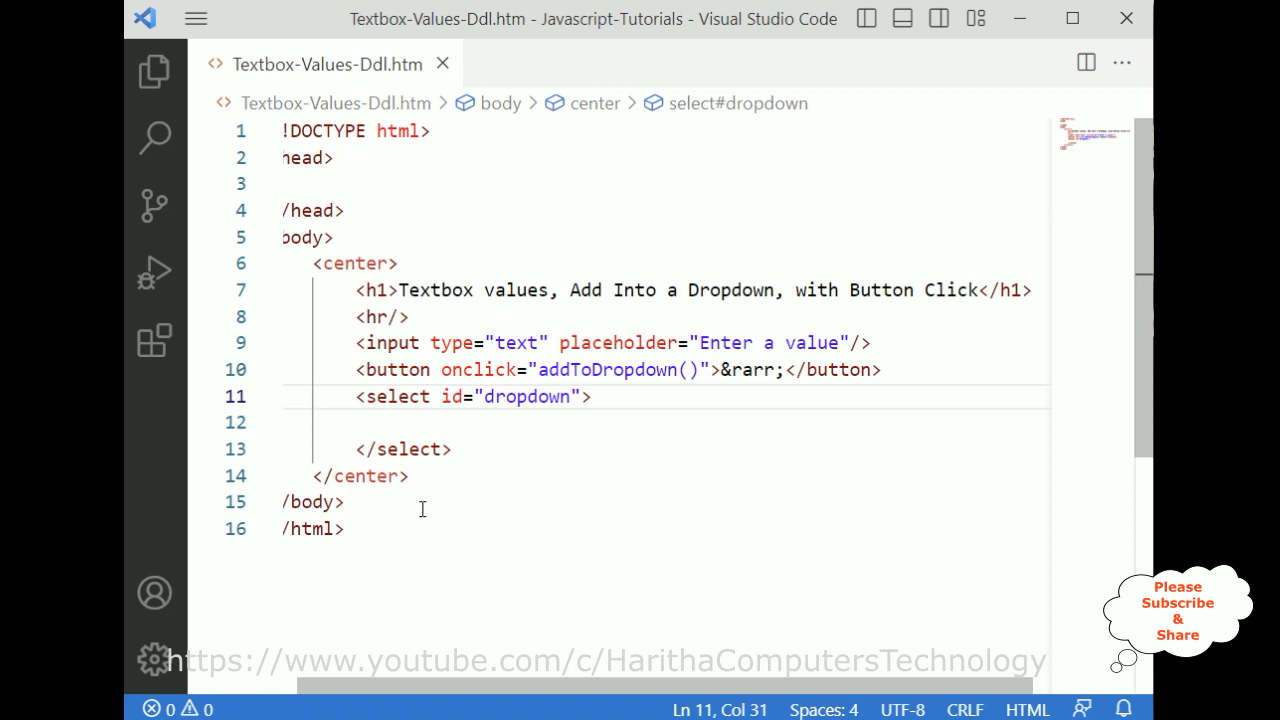 Textbox-Values-Ddl.htm - Javascript-Tutorials - Visual Studio Code
Textbox-Values-Ddl.htm
Textbox-Values-Ddl.htm > body > center > select#dropdown
1 !DOCTYPE html>
2 head>
3
4 /head>
5 body>
6 <center>
7 <h1>Textbox values, Add Into a Dropdown, with Button Click</h1>
8 <hr/>
9 <input type="text" placeholder="Enter a value"/>
10 <button onclick="addToDropdown()">&rarr;</button>
11 <select id="dropdown">
12
13 </select>
14 </center>
15 /body>
16 /html>
Please
Subscribe
&
Share
https://www.youtube.com/c/HarithaComputersTechnology
0 0 Ln 11, Col 31 Spaces: 4 UTF-8 CRLF HTML